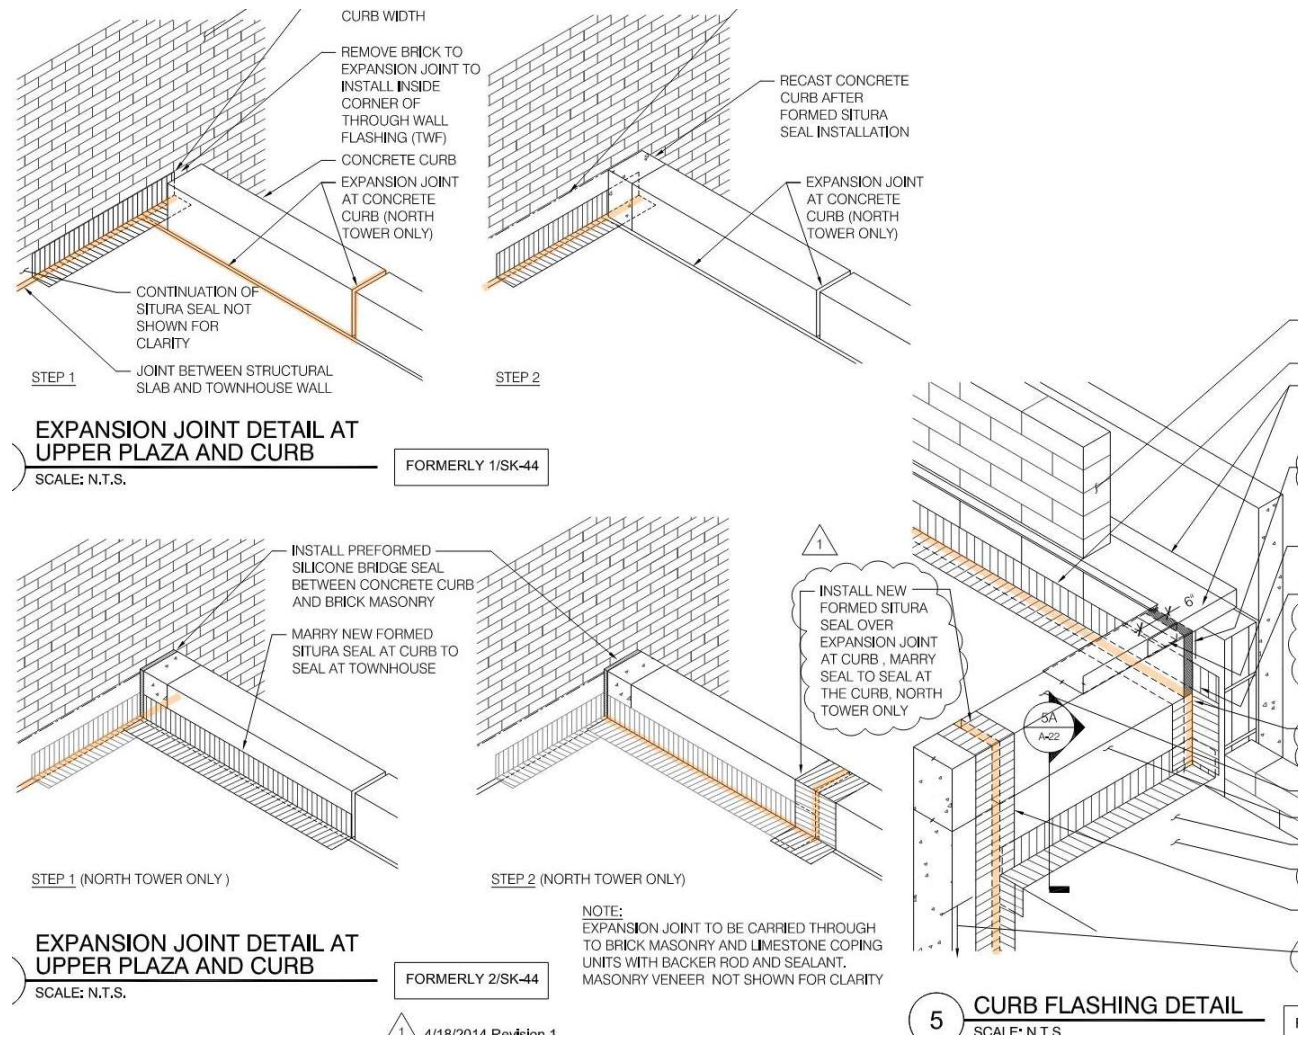 CURB WIDTH
REMOVE BRICK TO
EXPANSION JOINT TO
INSTALL INSIDE
CORNER OF
THROUGH WALL
FLASHING (TWF)
CONCRETE CURB
EXPANSION JOINT
AT CONCRETE
CURB (NORTH
TOWER ONLY)
CONTINUATION OF
SITURA SEAL NOT
SHOWN FOR
CLARITY
JOINT BETWEEN STRUCTURAL
SLAB AND TOWNHOUSE WALL
STEP 1
RECAST CONCRETE
CURB AFTER
FORMED SITURA
SEAL INSTALLATION
EXPANSION JOINT
AT CONCRETE
CURB (NORTH
TOWER ONLY)
STEP 2
EXPANSION JOINT DETAIL AT
UPPER PLAZA AND CURB
SCALE: N.T.S.
FORMERLY 1/SK-44
INSTALL PREFORMED
SILICONE BRIDGE SEAL
BETWEEN CONCRETE CURB
AND BRICK MASONRY
MARRY NEW FORMED
SITURA SEAL AT CURB TO
SEAL AT TOWNHOUSE
STEP 1 (NORTH TOWER ONLY )
1
INSTALL NEW
FORMED SITURA
SEAL OVER
EXPANSION JOINT
AT CURB , MARRY
SEAL TO SEAL AT
THE CURB, NORTH
TOWER ONLY
STEP 2 (NORTH TOWER ONLY)
NOTE:
EXPANSION JOINT TO BE CARRIED THROUGH
TO BRICK MASONRY AND LIMESTONE COPING
UNITS WITH BACKER ROD AND SEALANT.
MASONRY VENEER NOT SHOWN FOR CLARITY
EXPANSION JOINT DETAIL AT
UPPER PLAZA AND CURB
SCALE: N.T.S.
FORMERLY 2/SK-44
1 4/18/2014 Revision 1
6"
5A
A-22
5 CURB FLASHING DETAIL
SCALE: N.T.S.